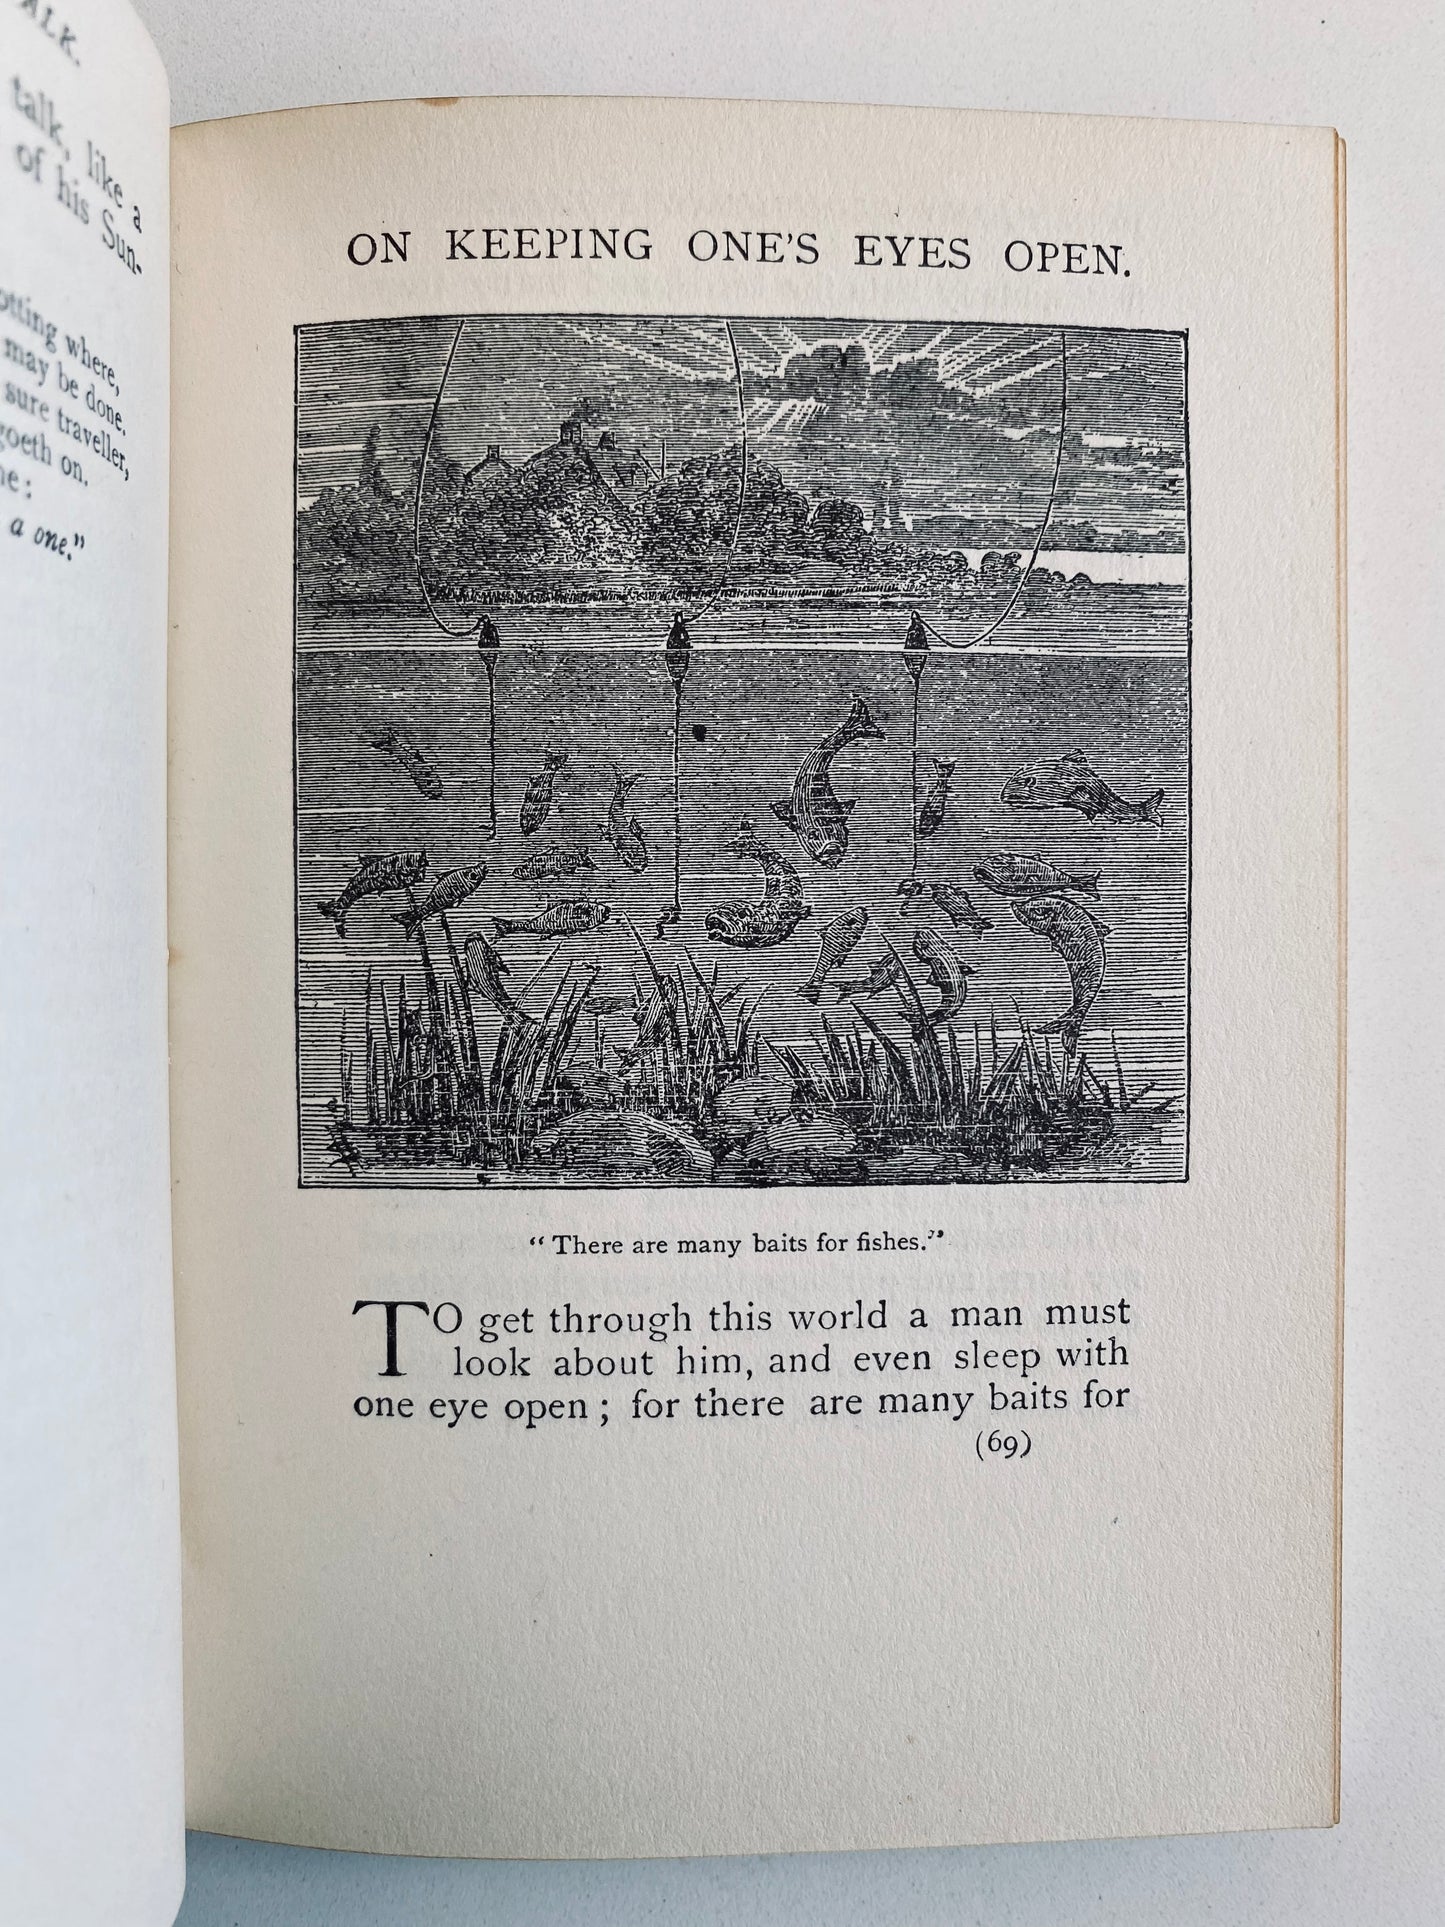 ALK.
talk, like a
of his Sun-
otting where,
may be done.
sure traveller,
goeth on.
a one."
ON KEEPING ONE'S EYES OPEN.
"There are many baits for fishes."
TO get through this world a man must
look about him, and even sleep with
one eye open; for there are many baits for
(69)